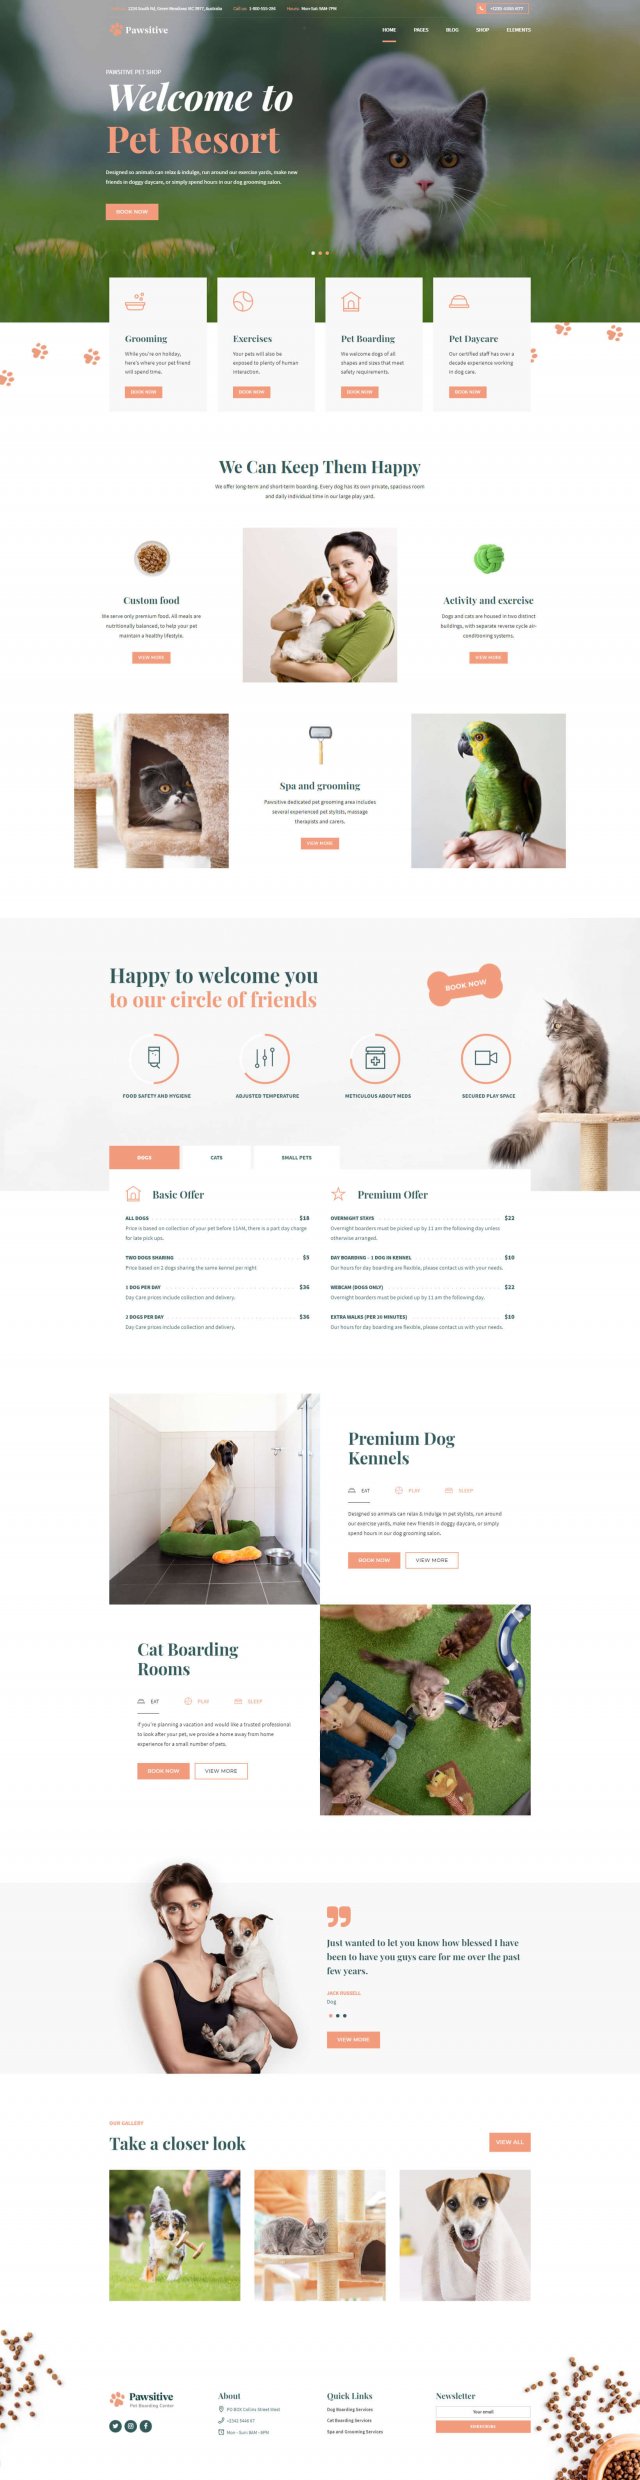 1234 South Rd, Green Meadows MC 9877, Australia
Call us: 1-800-555-284
Hours: Mon-Sat: 9AM-7PM
Pawsitive
HOME
PAGES
BLOG
SHOP
ELEMENTS
PAWSITIVE PET SHOP
Welcome to
Pet Resort
Designed so animals can relax & indulge, run around our exercise yards, make new
friends in doggy daycare, or simply spend hours in our dog grooming salon.
BOOK NOW
Grooming
While you're on holiday,
here's where your pet friend
will spend time.
BOOK NOW
Exercises
Your pets will also be
exposed to plenty of human
interaction.
BOOK NOW
Pet Boarding
We welcome dogs of all
shapes and sizes that meet
safety requirements.
BOOK NOW
Pet Daycare
Our certified staff has over a
decade experience working
in dog care.
BOOK NOW
We Can Keep Them Happy
We offer long-term and short-term boarding. Every dog has its own private, spacious room
and daily individual time in our large play yard.
Custom food
We serve only premium food. All meals are
nutritionally balanced, to help your pet
maintain a healthy lifestyle.
VIEW MORE
Activity and exercise
Dogs and cats are housed in two distinct
buildings, with separate reverse cycle air-
conditioning systems.
VIEW MORE
Spa and grooming
Pawsitive dedicated pet grooming area includes
several experienced pet stylists, massage
therapists and carers.
VIEW MORE
Happy to welcome you
to our circle of friends
BOOK NOW
FOOD SAFETY AND HYGIENE
ADJUSTED TEMPERATURE
METICULOUS ABOUT MEDS
SECURED PLAY SPACE
DOGS
CATS
SMALL PETS
Basic Offer
ALL DOGS $18
Price is based on collection of your pet before 11AM, there is a part day charge
for late pick ups.
TWO DOGS SHARING $5
Price based on 2 dogs sharing the same kennel per night
1 DOG PER DAY $36
Day Care prices include collection and delivery.
2 DOGS PER DAY $36
Day Care prices include collection and delivery.
Premium Offer
OVERNIGHT STAYS $22
Overnight boarders must be picked up by 11 am the following day unless
otherwise arranged.
DAY BOARDING – 1 DOG IN KENNEL $10
Our hours for day boarding are flexible, please contact us with your needs.
WEBCAM (DOGS ONLY) $22
Overnight boarders must be picked up by 11 am the following day.
EXTRA WALKS (PER 30 MINUTES) $10
Our hours for day boarding are flexible, please contact us with your needs.
Premium Dog
Kennels
EAT
PLAY
SLEEP
Designed so animals can relax & indulge in pet stylists, run around
our exercise yards, make new friends in doggy daycare, or simply
spend hours in our dog grooming salon.
BOOK NOW
VIEW MORE
Cat Boarding
Rooms
EAT
PLAY
SLEEP
If you're planning a vacation and would like a trusted professional
to look after your pet, we provide a home away from home
experience for a small number of pets.
BOOK NOW
VIEW MORE
Just wanted to let you know how blessed I have
been to have you guys care for me over the past
few years.
JACK RUSSELL
Dog
VIEW MORE
OUR GALLERY
Take a closer look
VIEW ALL
Pawsitive
Pet Boarding Center
About
PO BOX Collins Street West
+2342 5446 67
Mon - Sun: 8AM - 6PM
Quick Links
Dog Boarding Services
Cat Boarding Services
Spa and Grooming Services
Newsletter
Your email
SUBSCRIBE